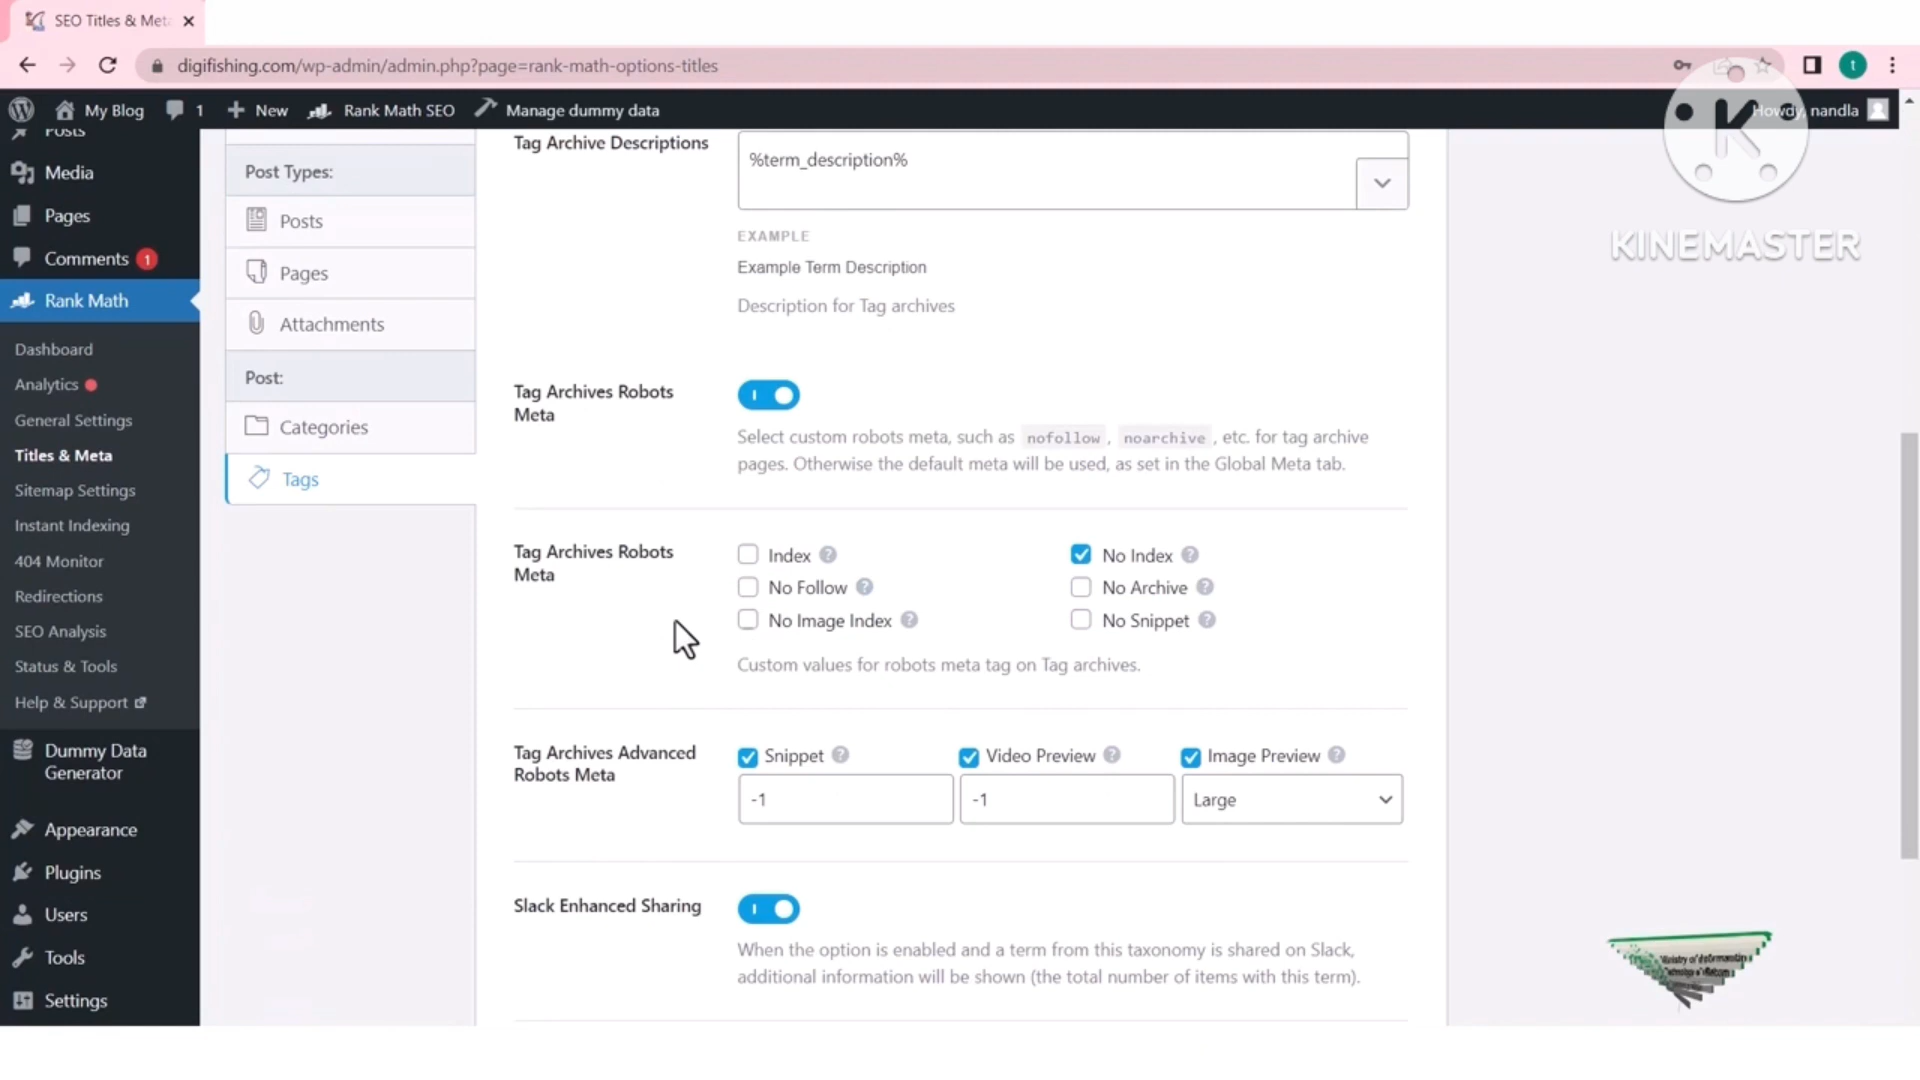 SEO Titles & Meta
digifishing.com/wp-admin/admin.php?page=rank-math-options-titles
t
My Blog
1
New
Rank Math SEO
Manage dummy data
Howdy, nandla
K
KINEMASTER
Posts
Media
Pages
Comments 1
Rank Math
Dashboard
Analytics
General Settings
Titles & Meta
Sitemap Settings
Instant Indexing
404 Monitor
Redirections
SEO Analysis
Status & Tools
Help & Support
Dummy Data
Generator
Appearance
Plugins
Users
Tools
Settings
Post Types:
Posts
Pages
Attachments
Post:
Categories
Tags
Tag Archive Descriptions
%term_description%
EXAMPLE
Example Term Description
Description for Tag archives
Tag Archives Robots
Meta
Select custom robots meta, such as nofollow , noarchive , etc. for tag archive
pages. Otherwise the default meta will be used, as set in the Global Meta tab.
Tag Archives Robots
Meta
Index ?
No Index ?
No Follow ?
No Archive ?
No Image Index ?
No Snippet ?
Custom values for robots meta tag on Tag archives.
Tag Archives Advanced
Robots Meta
Snippet ?
Video Preview ?
Image Preview ?
-1
-1
Large
Slack Enhanced Sharing
When the option is enabled and a term from this taxonomy is shared on Slack,
additional information will be shown (the total number of items with this term).